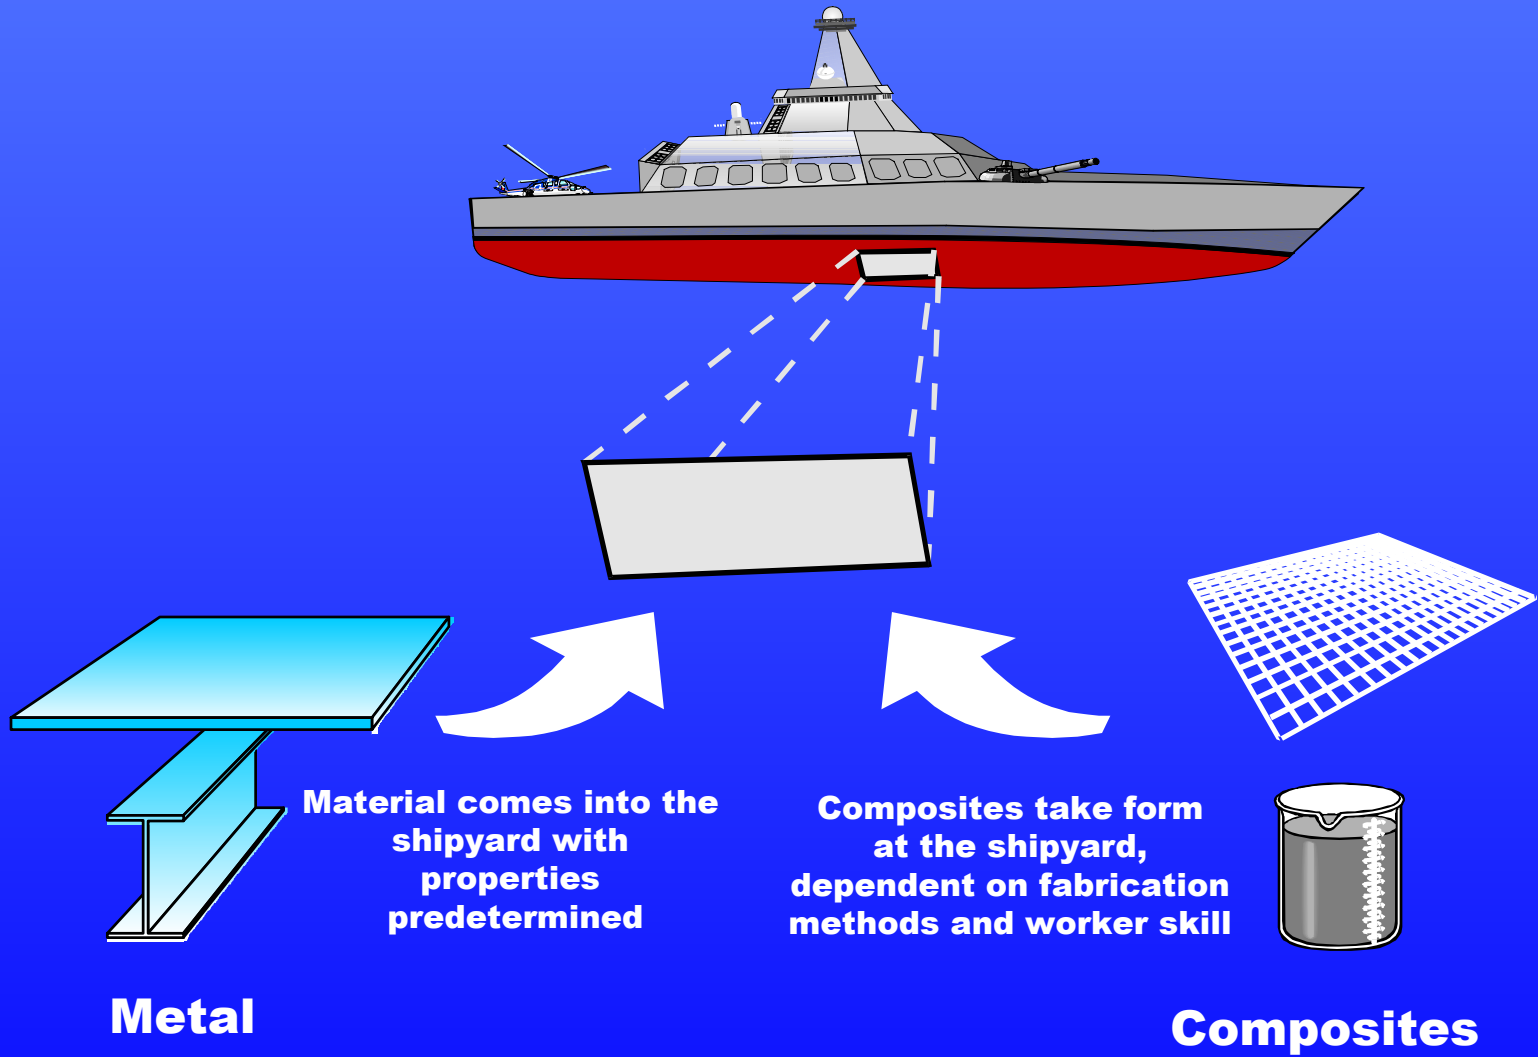 Material comes into the
shipyard with
properties
predetermined
Composites take form
at the shipyard,
dependent on fabrication
methods and worker skill
Metal
Composites